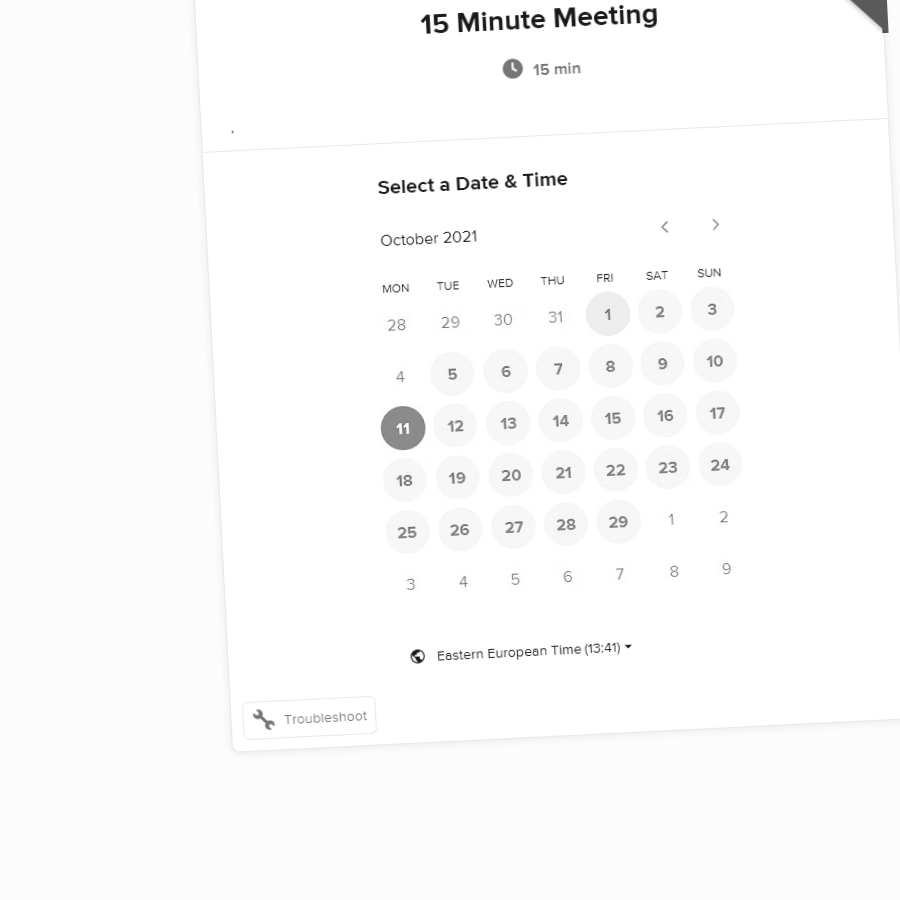 15 Minute Meeting
15 min
.
Select a Date & Time
October 2021
MON TUE WED THU FRI SAT SUN
28 29 30 31 1 2 3
4 5 6 7 8 9 10
11 12 13 14 15 16 17
18 19 20 21 22 23 24
25 26 27 28 29 1 2
3 4 5 6 7 8 9
Eastern European Time (13:41)
Troubleshoot